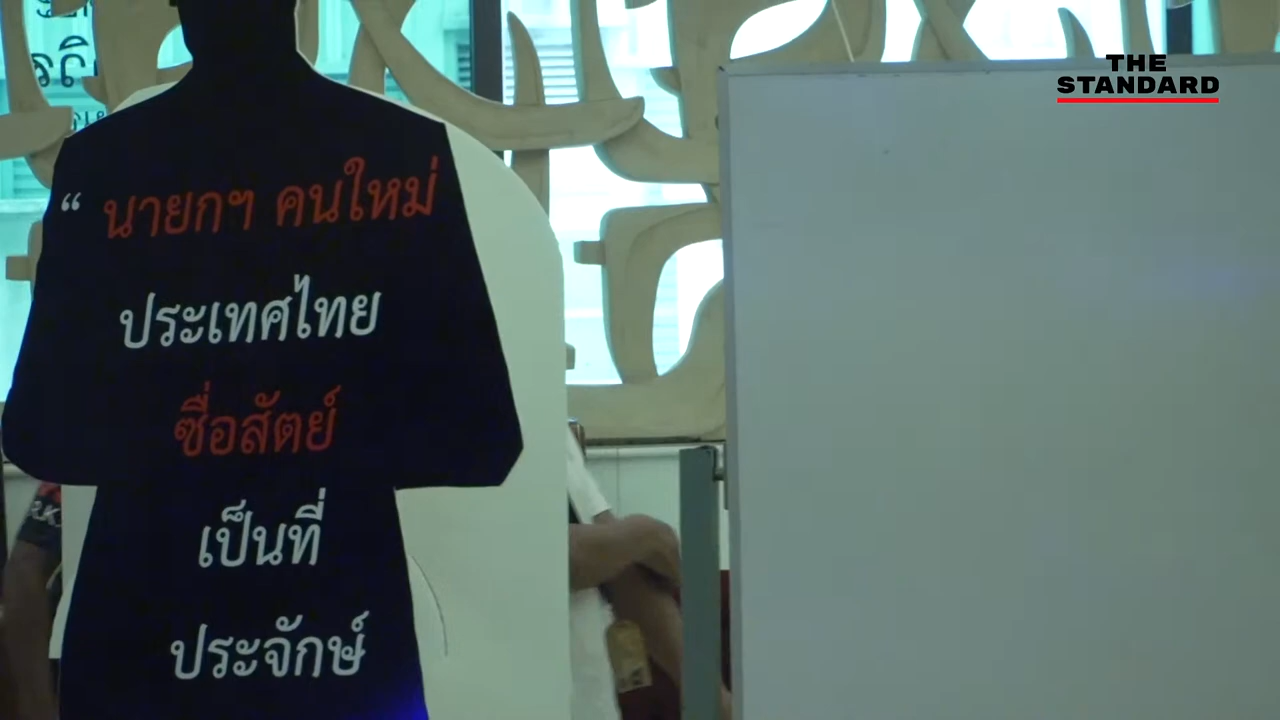 THE
STANDARD
“ นายกฯ คนใหม่
ประเทศไทย
ซื่อสัตย์
เป็นที่
ประจักษ์